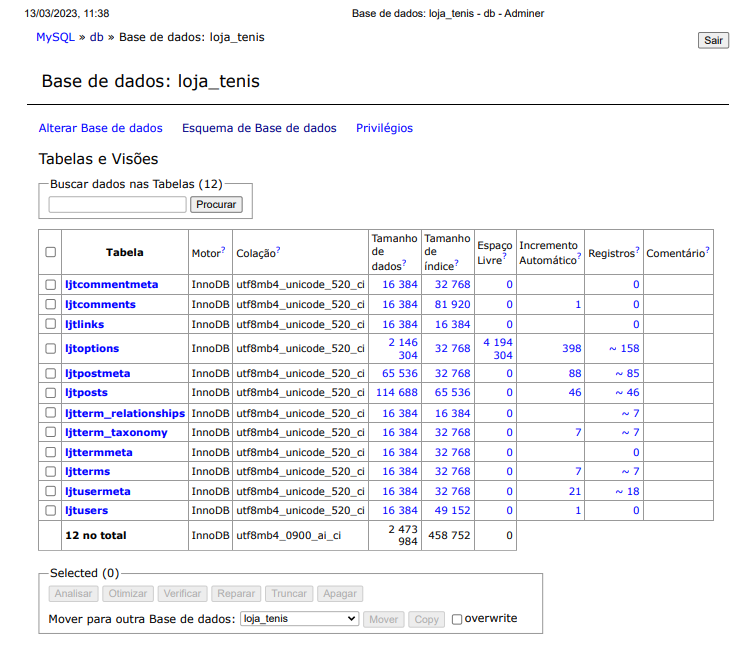 13/03/2023, 11:38 Base de dados: loja_tenis - db - Adminer
MySQL » db » Base de dados: loja_tenis
Sair
Base de dados: loja_tenis
Alterar Base de dados Esquema de Base de dados Privilégios
Tabelas e Visões
Buscar dados nas Tabelas (12)
Procurar
Tabela Motor? Colação? Tamanho de dados? Tamanho de índice? Espaço Livre? Incremento Automático? Registros? Comentário?
ljtcommentmeta InnoDB utf8mb4_unicode_520_ci 16 384 32 768 0 0
ljtcomments InnoDB utf8mb4_unicode_520_ci 16 384 81 920 0 1 0
ljtlinks InnoDB utf8mb4_unicode_520_ci 16 384 16 384 0 0
ljtoptions InnoDB utf8mb4_unicode_520_ci 2 146 304 32 768 4 194 304 398 ~ 158
ljtpostmeta InnoDB utf8mb4_unicode_520_ci 65 536 32 768 0 88 ~ 85
ljtposts InnoDB utf8mb4_unicode_520_ci 114 688 65 536 0 46 ~ 46
ljtterm_relationships InnoDB utf8mb4_unicode_520_ci 16 384 16 384 0 ~ 7
ljtterm_taxonomy InnoDB utf8mb4_unicode_520_ci 16 384 32 768 0 7 ~ 7
ljttermmeta InnoDB utf8mb4_unicode_520_ci 16 384 32 768 0 0
ljtterms InnoDB utf8mb4_unicode_520_ci 16 384 32 768 0 7 ~ 7
ljtusermeta InnoDB utf8mb4_unicode_520_ci 16 384 32 768 0 21 ~ 18
ljtusers InnoDB utf8mb4_unicode_520_ci 16 384 49 152 0 1 0
12 no total InnoDB utf8mb4_0900_ai_ci 2 473 984 458 752 0
Selected (0)
Analisar Otimizar Verificar Reparar Truncar Apagar
Mover para outra Base de dados: loja_tenis Mover Copy overwrite